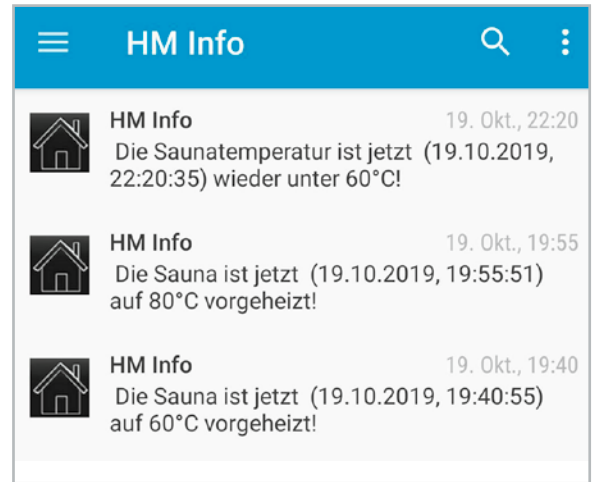 HM Info
HM Info 19. Okt., 22:20
Die Saunatemperatur ist jetzt (19.10.2019,
22:20:35) wieder unter 60°C!
HM Info 19. Okt., 19:55
Die Sauna ist jetzt (19.10.2019, 19:55:51)
auf 80°C vorgeheizt!
HM Info 19. Okt., 19:40
Die Sauna ist jetzt (19.10.2019, 19:40:55)
auf 60°C vorgeheizt!